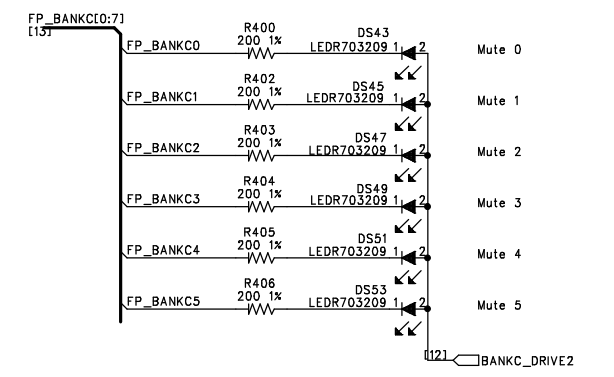 FP_BANKC[0:7]
[13]
R400
200 1%
DS43
FP_BANKC0
LEDR703209 1 2
Mute 0
R402
200 1%
DS45
FP_BANKC1
LEDR703209 1 2
Mute 1
R403
200 1%
DS47
FP_BANKC2
LEDR703209 1 2
Mute 2
R404
200 1%
DS49
FP_BANKC3
LEDR703209 1 2
Mute 3
R405
200 1%
DS51
FP_BANKC4
LEDR703209 1 2
Mute 4
R406
200 1%
DS53
FP_BANKC5
LEDR703209 1 2
Mute 5
[12]
BANKC_DRIVE2